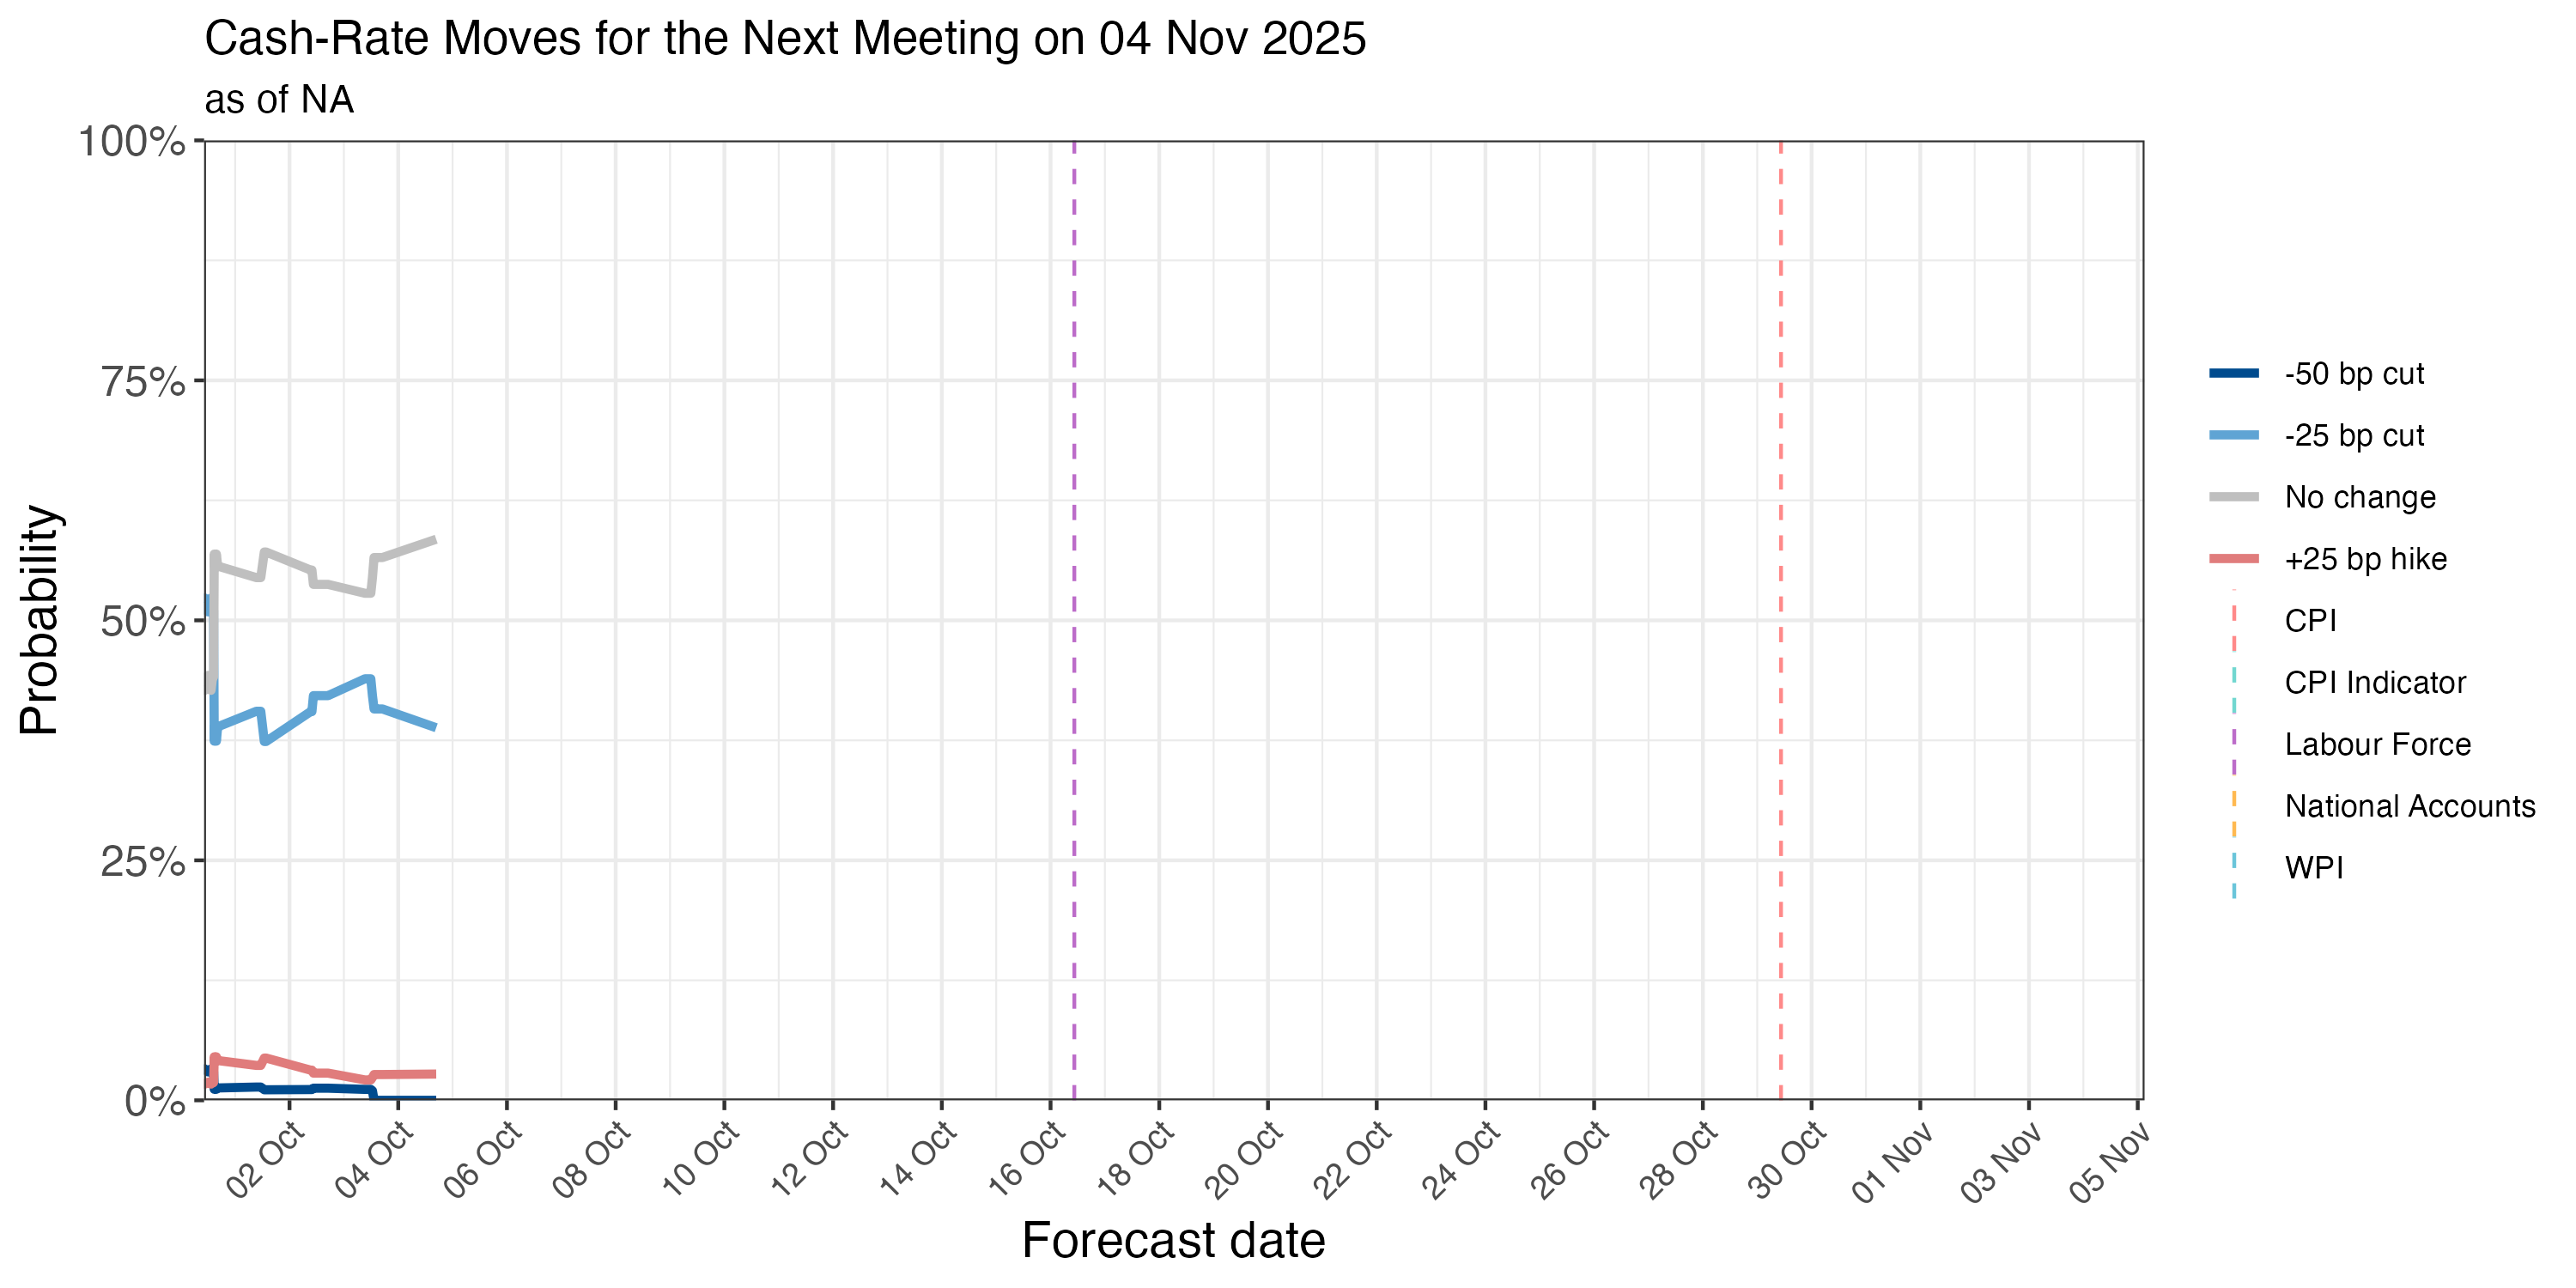 Cash-Rate Moves for the Next Meeting on 04 Nov 2025
as of NA
Probability
100%
75%
50%
25%
0%
02 Oct
04 Oct
06 Oct
08 Oct
10 Oct
12 Oct
14 Oct
16 Oct
18 Oct
20 Oct
22 Oct
24 Oct
26 Oct
28 Oct
30 Oct
01 Nov
03 Nov
05 Nov
Forecast date
-50 bp cut
-25 bp cut
No change
+25 bp hike
CPI
CPI Indicator
Labour Force
National Accounts
WPI